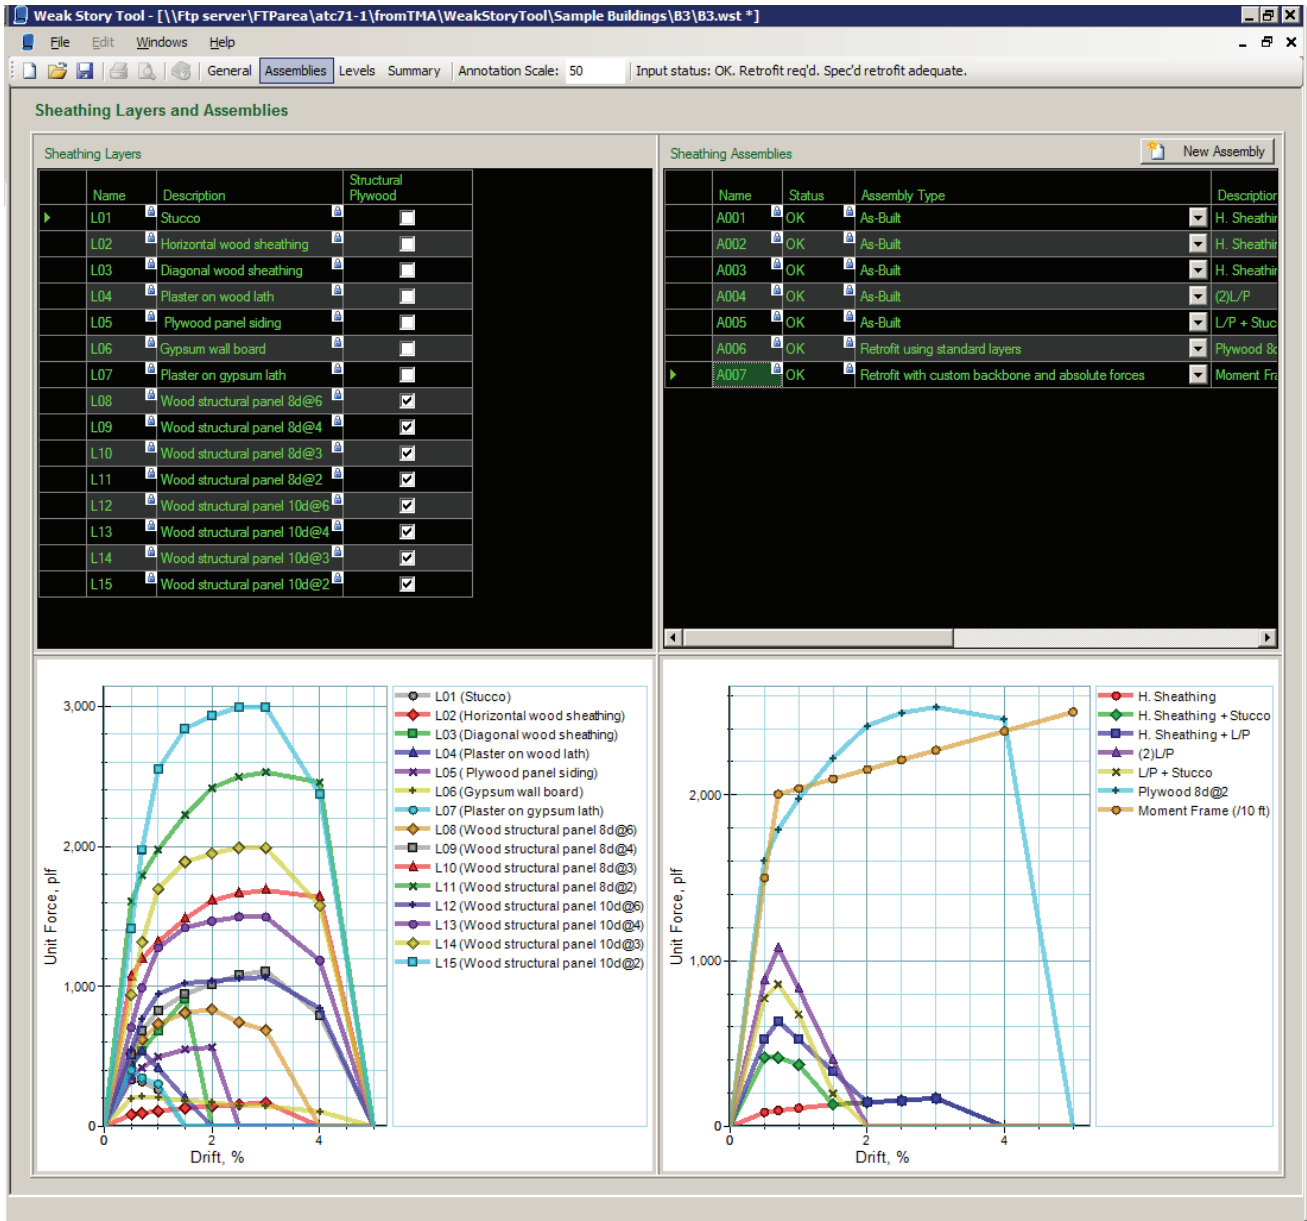 Weak Story Tool - [\\Ftp server\FTParea\atc71-1\fromTMA\WeakStoryTool\Sample Buildings\B3\B3.wst *]
File Edit Windows Help
General Assemblies Levels Summary Annotation Scale: 50 Input status: OK. Retrofit req'd. Spec'd retrofit adequate.
Sheathing Layers and Assemblies
Sheathing Layers
Name Description Structural Plywood
L01 Stucco
L02 Horizontal wood sheathing
L03 Diagonal wood sheathing
L04 Plaster on wood lath
L05 Plywood panel siding
L06 Gypsum wall board
L07 Plaster on gypsum lath
L08 Wood structural panel 8d@6
L09 Wood structural panel 8d@4
L10 Wood structural panel 8d@3
L11 Wood structural panel 8d@2
L12 Wood structural panel 10d@6
L13 Wood structural panel 10d@4
L14 Wood structural panel 10d@3
L15 Wood structural panel 10d@2
Sheathing Assemblies New Assembly
Name Status Assembly Type Description
A001 OK As-Built H. Sheathin
A002 OK As-Built H. Sheathin
A003 OK As-Built H. Sheathin
A004 OK As-Built (2)L/P
A005 OK As-Built L/P + Stuc
A006 OK Retrofit using standard layers Plywood 8d
A007 OK Retrofit with custom backbone and absolute forces Moment Fra
3,000
2,000
1,000
0
Unit Force, plf
0 2 4
Drift, %
L01 (Stucco)
L02 (Horizontal wood sheathing)
L03 (Diagonal wood sheathing)
L04 (Plaster on wood lath)
L05 ( Plywood panel siding)
L06 (Gypsum wall board)
L07 (Plaster on gypsum lath)
L08 (Wood structural panel 8d@6)
L09 (Wood structural panel 8d@4)
L10 (Wood structural panel 8d@3)
L11 (Wood structural panel 8d@2)
L12 (Wood structural panel 10d@6)
L13 (Wood structural panel 10d@4)
L14 (Wood structural panel 10d@3)
L15 (Wood structural panel 10d@2)
2,000
1,000
0
Unit Force, plf
0 2 4
Drift, %
H. Sheathing
H. Sheathing + Stucco
H. Sheathing + L/P
(2)L/P
L/P + Stucco
Plywood 8d@2
Moment Frame (/10 ft)